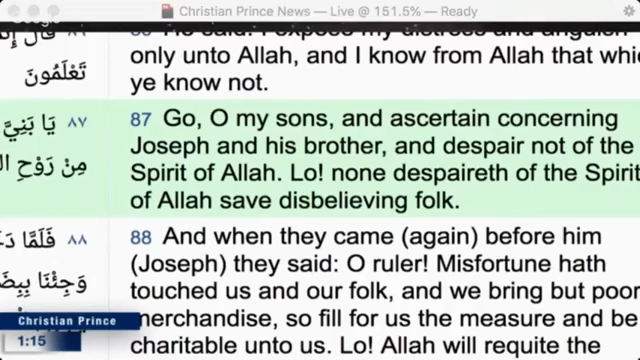 Christian Prince News — Live @ 151.5% — Ready
only unto Allah, and I know from Allah that
ye know not.
تَعْلَمُونَ
87 Go, O my sons, and ascertain concerning
Joseph and his brother, and despair not of the
Spirit of Allah. Lo! none despaireth of the Spirit
of Allah save disbelieving folk.
٨٧ يَا بَنِيَّ
مِنْ رَوْحِ
88 And when they came (again) before him
(Joseph) they said: O ruler! Misfortune hath
touched us and our folk, and we bring but poor
merchandise, so fill for us the measure and be
charitable unto us. Lo! Allah will requite the
٨٨ فَلَمَّا
وَجِئْنَا
Christian Prince
1:15